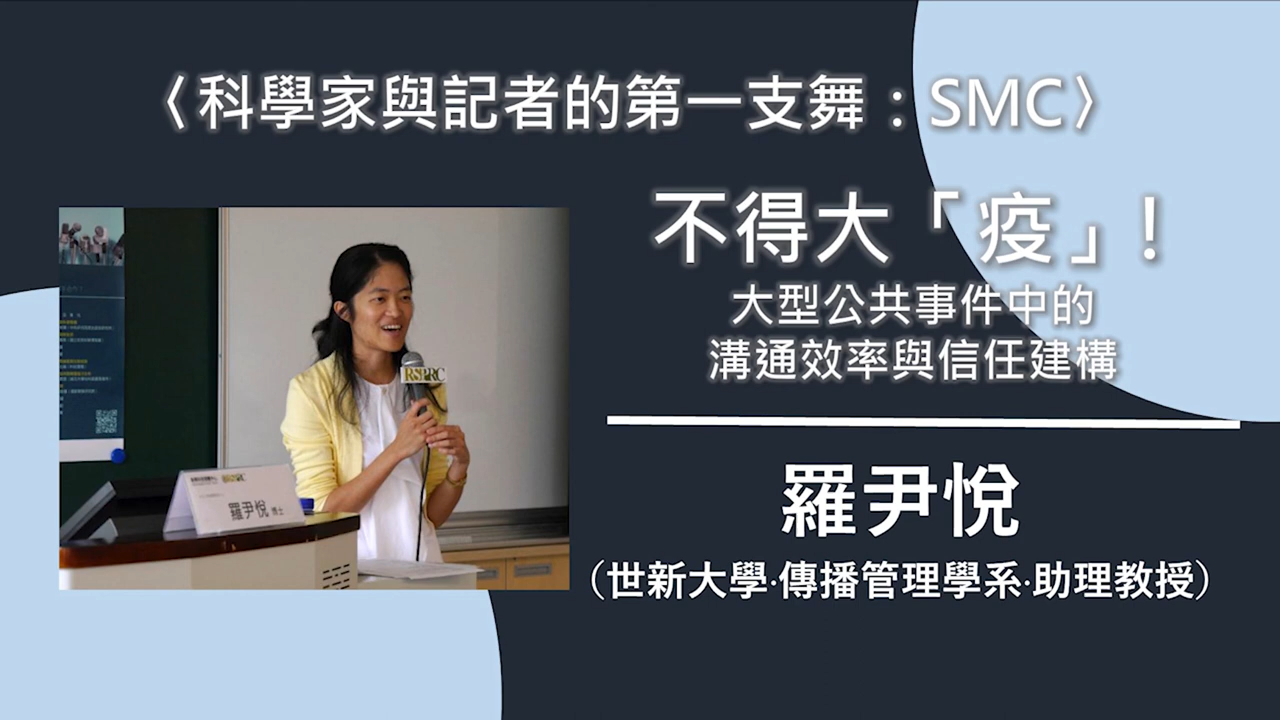 〈科學家與記者的第一支舞：SMC〉
不得大「疫」!
大型公共事件中的
溝通效率與信任建構
RSPRC
羅尹悅 博士
羅尹悅
（世新大學·傳播管理學系·助理教授）